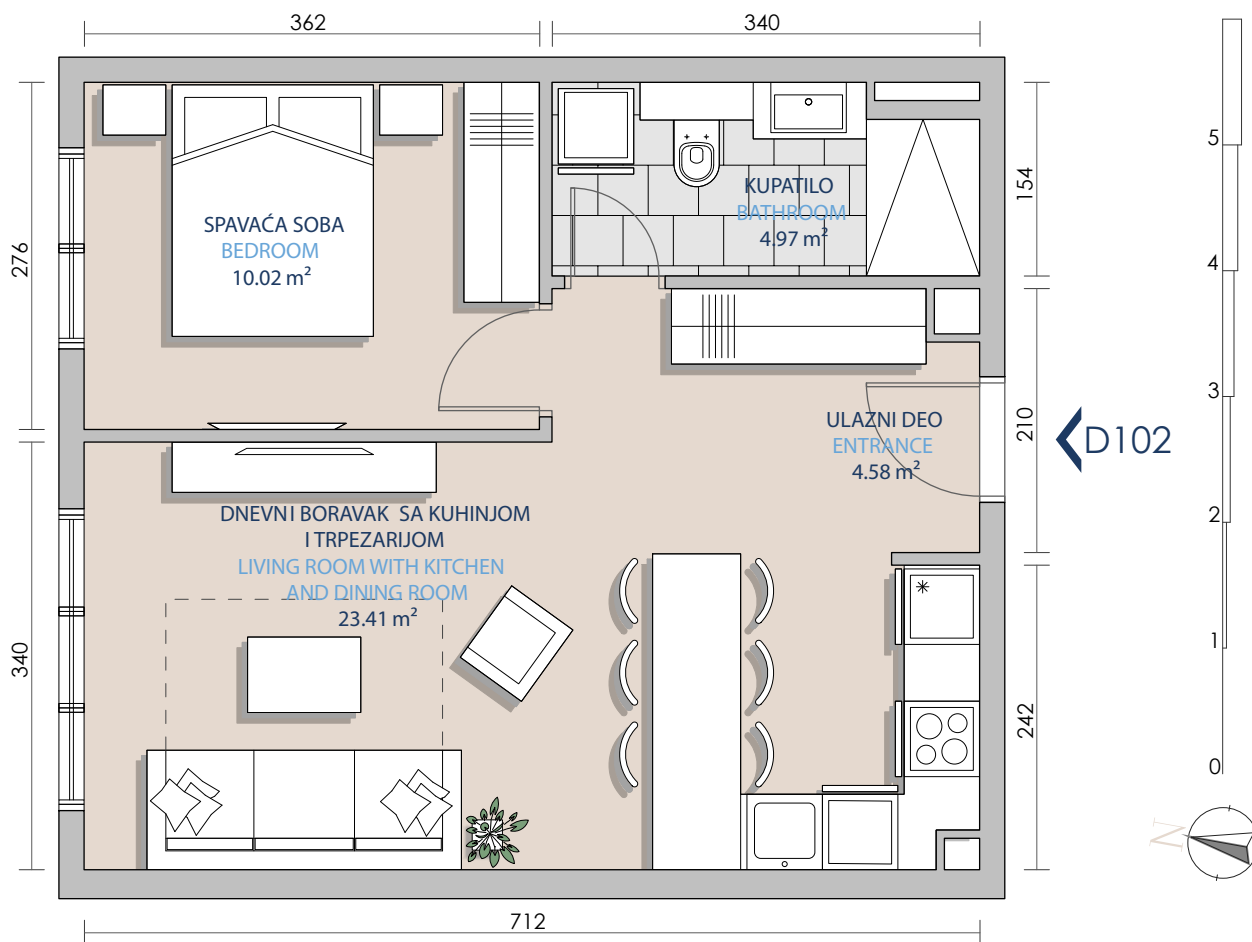 362
340
SPAVAĆA SOBA
BEDROOM
10.02 m²
KUPATILO
BATHROOM
4.97 m²
276
154
ULAZNI DEO
ENTRANCE
4.58 m²
210
D102
DNEVNI BORAVAK SA KUHINJOM
I TRPEZARIJOM
LIVING ROOM WITH KITCHEN
AND DINING ROOM
23.41 m²
340
242
712
5
4
3
2
1
0
N